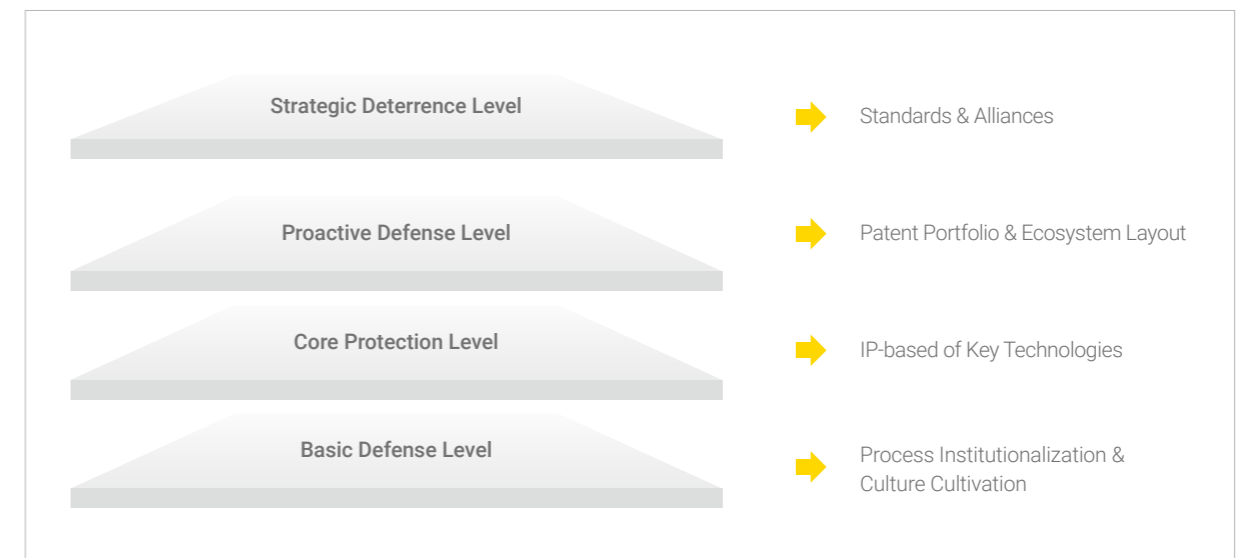 Strategic Deterrence Level
Standards & Alliances
Proactive Defense Level
Patent Portfolio & Ecosystem Layout
Core Protection Level
IP-based of Key Technologies
Basic Defense Level
Process Institutionalization &
Culture Cultivation